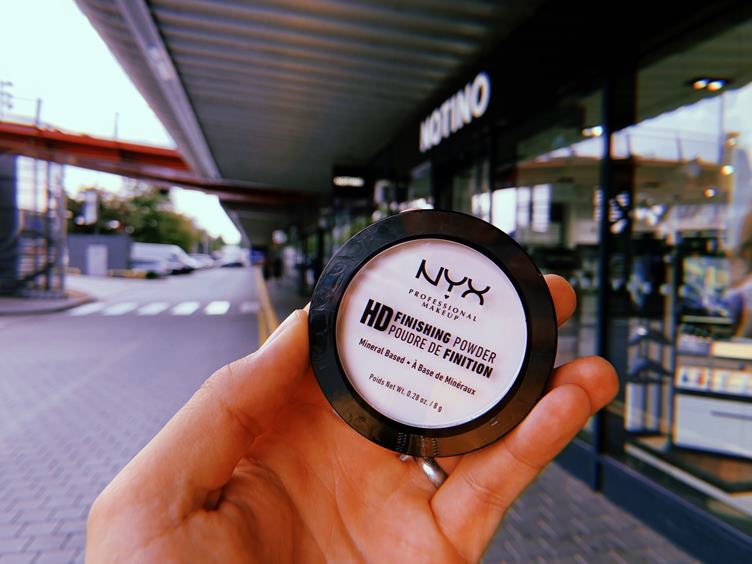 NOTINO
NYX
PROFESSIONAL
MAKEUP
HD FINISHING POWDER
POUDRE DE FINITION
Mineral Based • À Base de Minéraux
Poids Net Wt. 0.28 oz. / 8 g